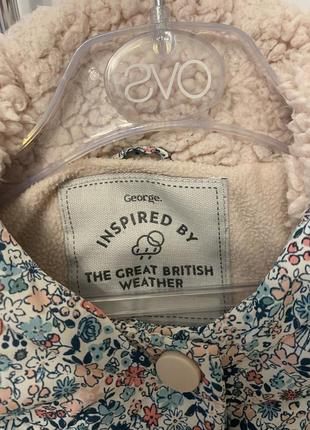 OVS
George.
INSPIRED BY
THE GREAT BRITISH
WEATHER